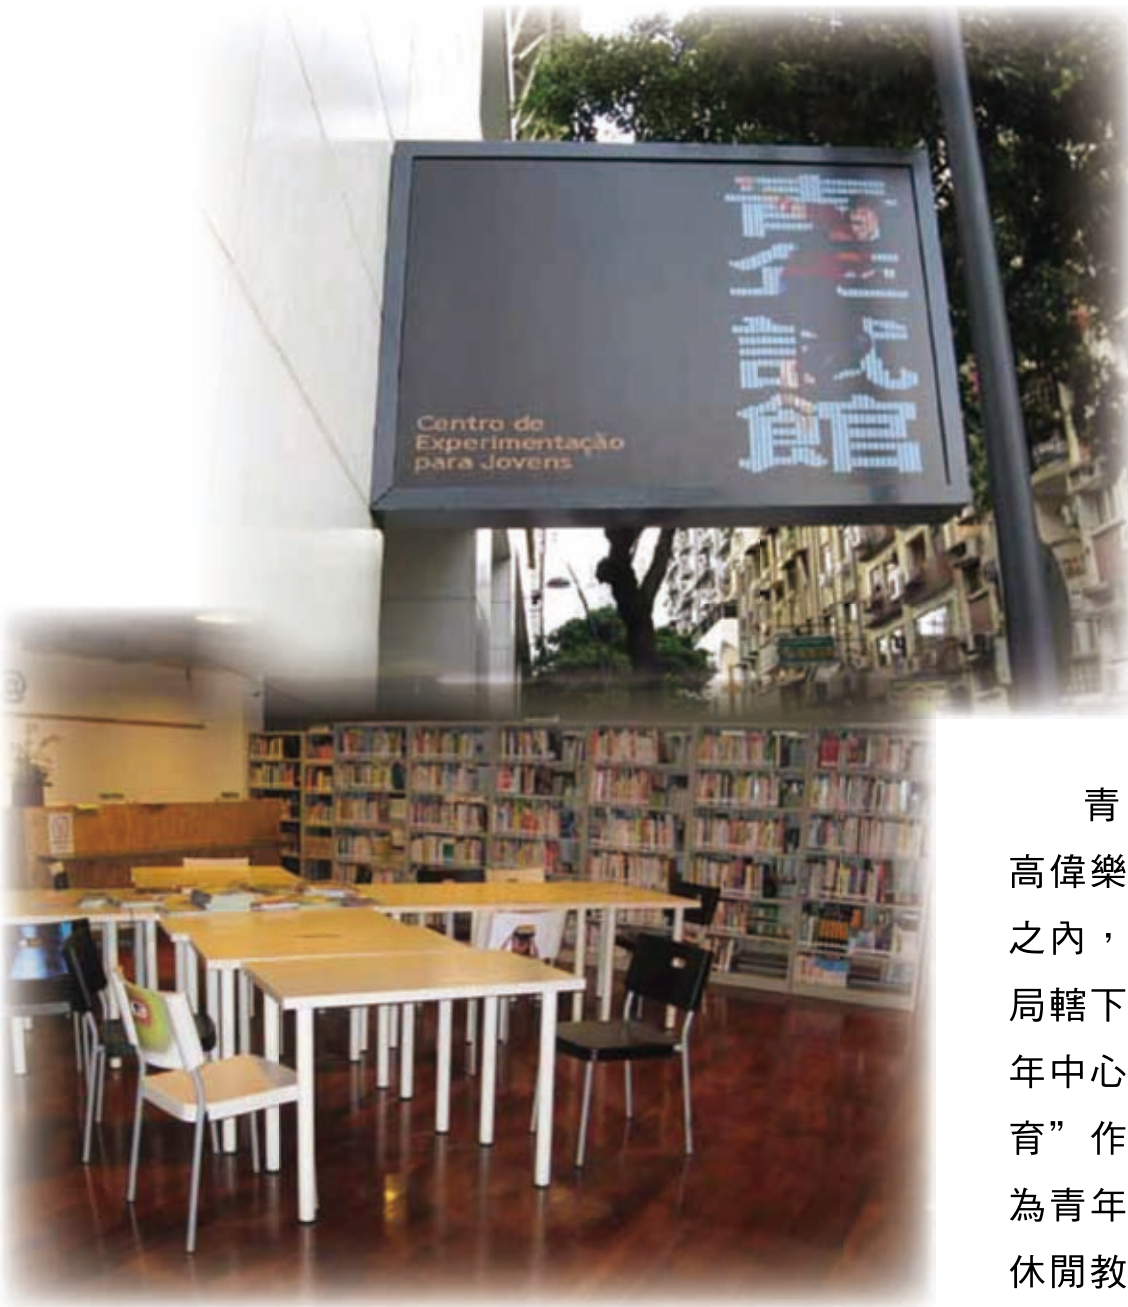 青年試館
Centro de
Experimentação
para Jovens
青
高偉樂
之內，
局轄下
年中心
育”作
為青年
休閒教